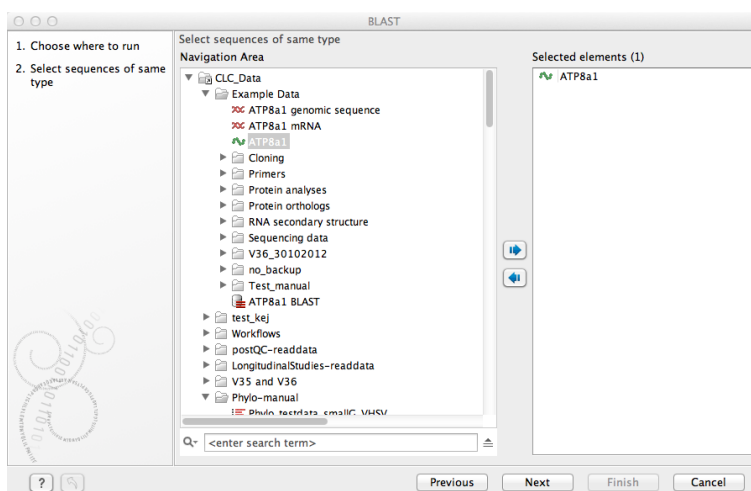 BLAST
1. Choose where to run
2. Select sequences of same
type
Select sequences of same type
Navigation Area
CLC_Data
Example Data
ATP8a1 genomic sequence
ATP8a1 mRNA
ATP8a1
Cloning
Primers
Protein analyses
Protein orthologs
RNA secondary structure
Sequencing data
V36_30102012
no_backup
Test_manual
ATP8a1 BLAST
test_kej
Workflows
postQC-readdata
LongitudinalStudies-readdata
V35 and V36
Phylo-manual
Phylo_testdata_smallG_VHSV
<enter search term>
Selected elements (1)
ATP8a1
?
Previous
Next
Finish
Cancel